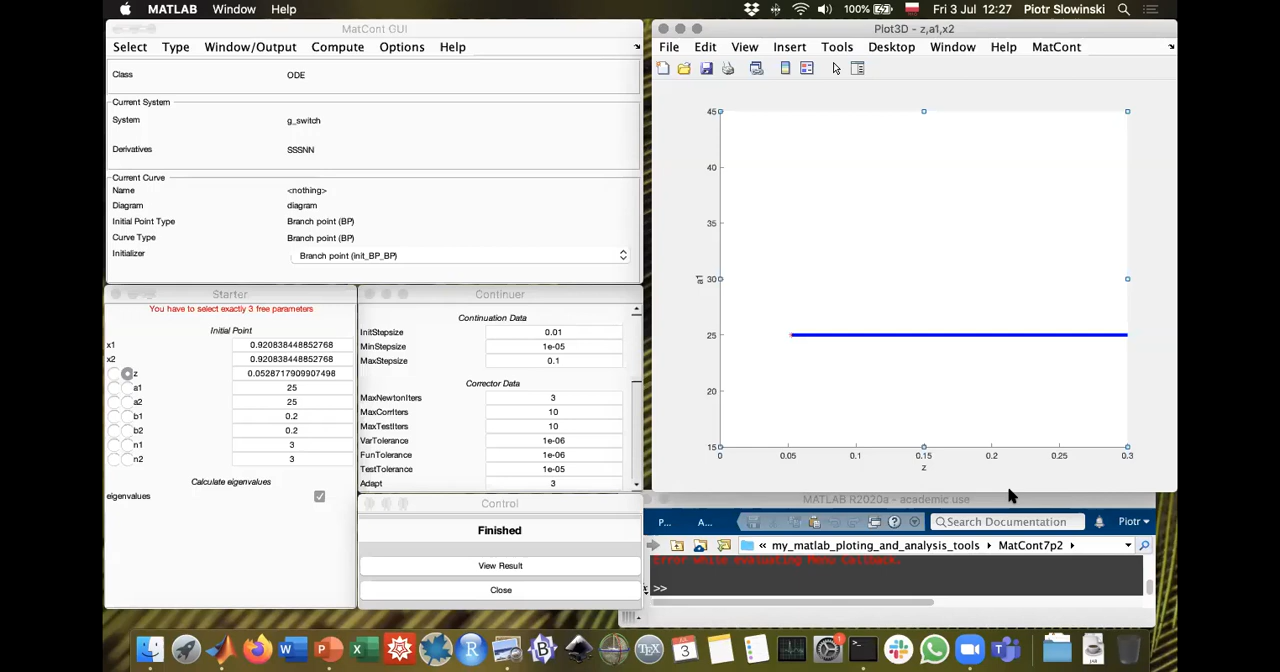 MATLAB Window Help 100% Fri 3 Jul 12:27 Piotr Slowinski
MatCont GUI
Select Type Window/Output Compute Options Help
Class ODE
Current System
System g_switch
Derivatives SSSNN
Current Curve
Name <nothing>
Diagram diagram
Initial Point Type Branch point (BP)
Curve Type Branch point (BP)
Initializer Branch point (init_BP_BP)
Starter
You have to select exactly 3 free parameters
Initial Point
x1 0.920838448852768
x2 0.920838448852768
z 0.0528717909907498
a1 25
a2 25
b1 0.2
b2 0.2
n1 3
n2 3
Calculate eigenvalues
eigenvalues
Continuer
Continuation Data
InitStepsize 0.01
MinStepsize 1e-05
MaxStepsize 0.1
Corrector Data
MaxNewtonIters 3
MaxCorrIters 10
MaxTestIters 10
VarTolerance 1e-06
FunTolerance 1e-06
TestTolerance 1e-05
Adapt 3
Control
Finished
View Result
Close
Plot3D - z,a1,x2
File Edit View Insert Tools Desktop Window Help MatCont
45
40
35
a1
30
25
20
15
0 0.05 0.1 0.15 0.2 0.25 0.3
z
MATLAB R2020a - academic use
P... A... Search Documentation Piotr
« my_matlab_ploting_and_analysis_tools MatCont7p2
Error while evaluating Menu Callback.
>>
3